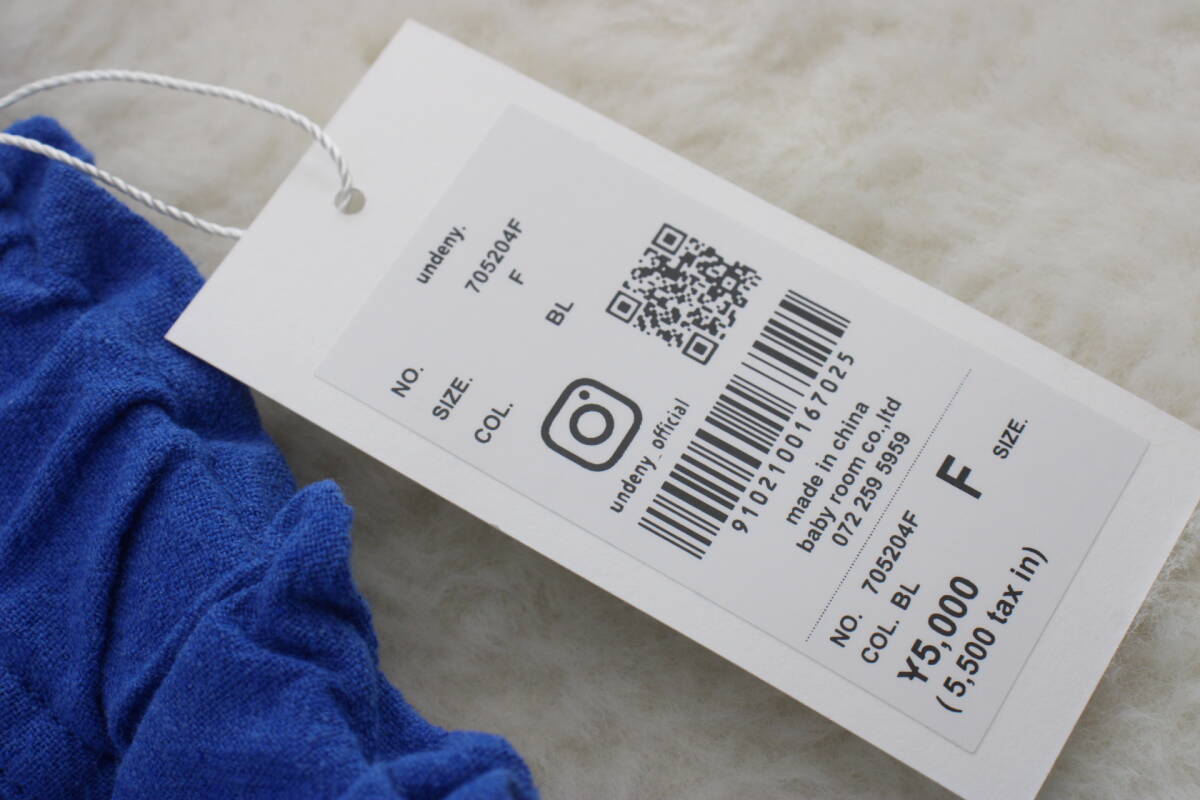 undeny.
NO. 705204F
SIZE. F
COL. BL
undeny_official
9102100167025
made in china
baby room co.,ltd
072 259 5959
NO. 705204F
COL. BL
SIZE.
F
¥5,000
(5,500 tax in)